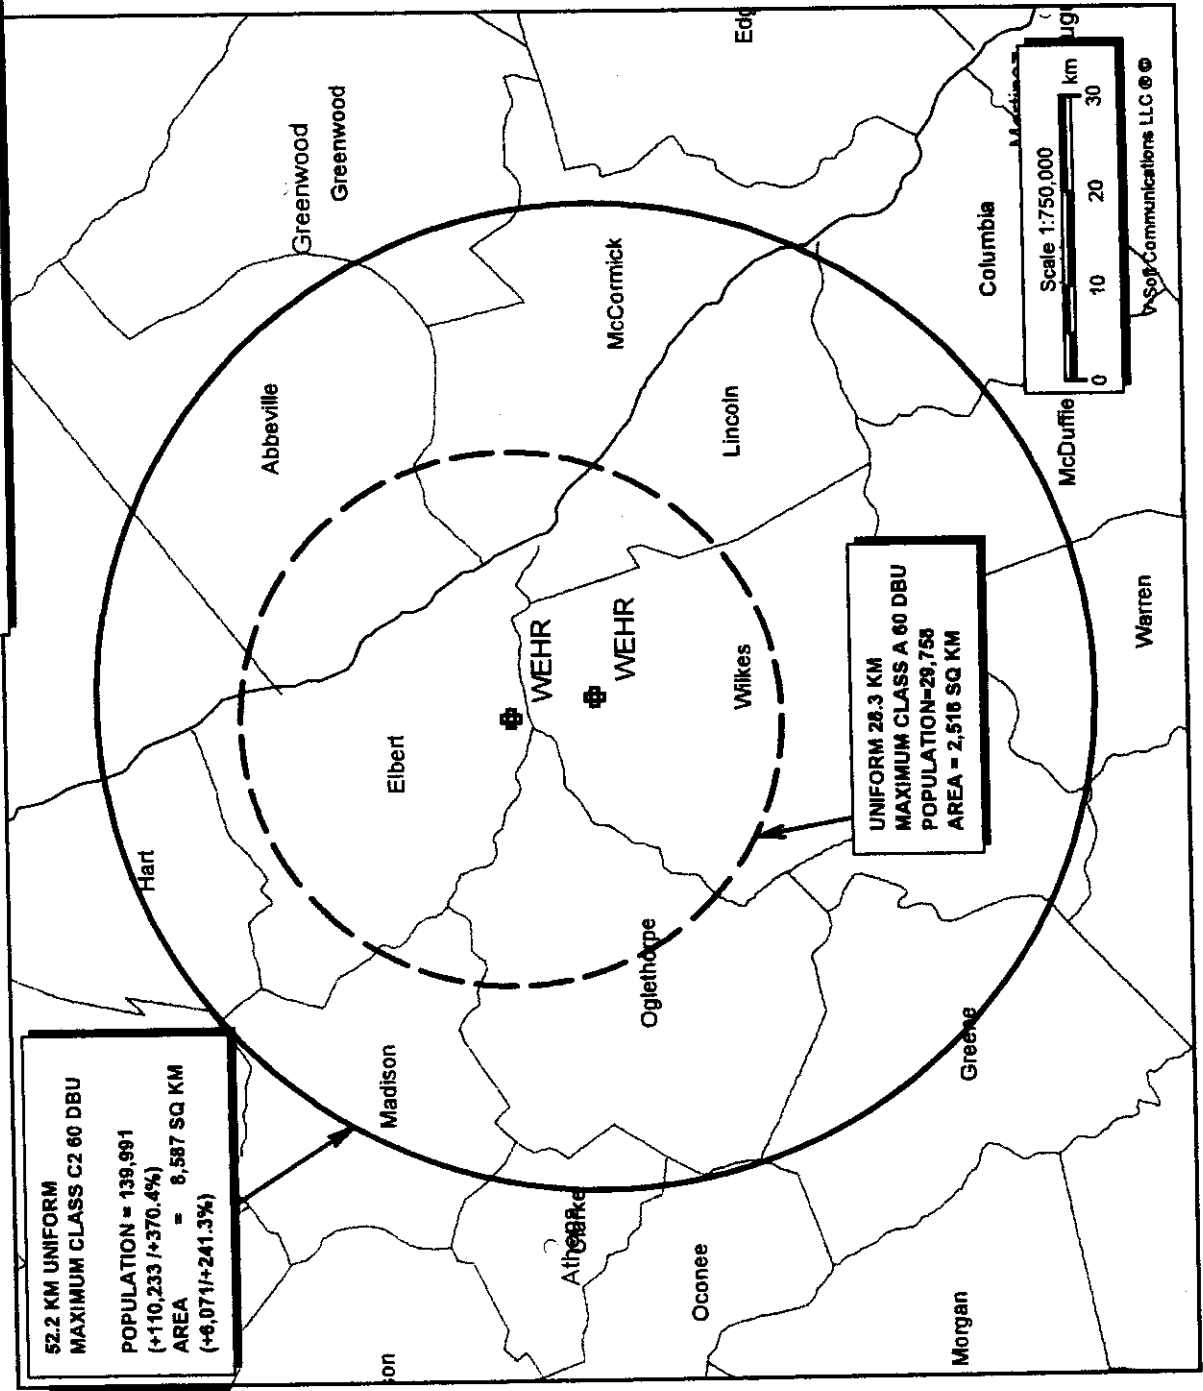 52.2 KM UNIFORM
MAXIMUM CLASS C2 60 DBU
POPULATION = 139,991
(+110,233 /+370.4%)
AREA = 8,587 SQ KM
(+6,071/+241.3%)
Hart
Abbeville
Greenwood
Greenwood
Madison
Elbert
WEHR
WEHR
McCormick
Edg
Athens
Clarke
Oglethorpe
Wilkes
Lincoln
Oconee
UNIFORM 28.3 KM
MAXIMUM CLASS A 60 DBU
POPULATION=29,758
AREA = 2,516 SQ KM
Columbia
Morgan
Greene
Warren
McDuffie
Scale 1:750,000
0 10 20 30 km
V-Soft Communications LLC ® ©